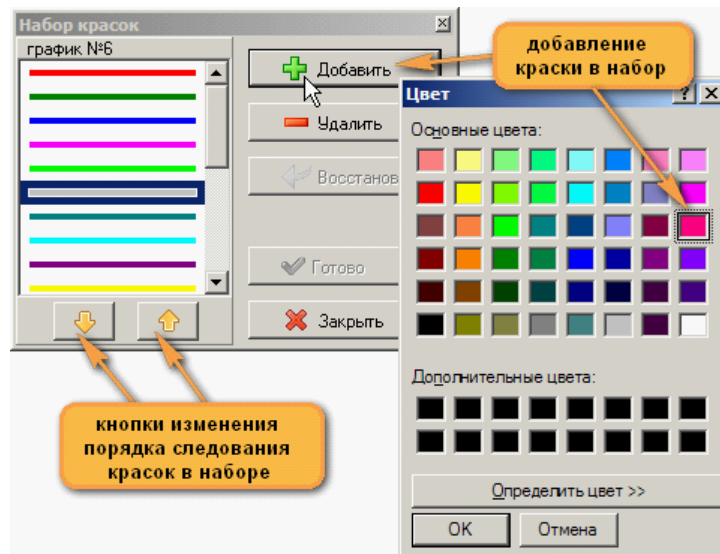 Набор красок
график №6
Добавить
Удалить
Восстанов
Готово
Закрыть
добавление
краски в набор
Цвет
Основные цвета:
Дополнительные цвета:
Определить цвет >>
OK
Отмена
кнопки изменения
порядка следования
красок в наборе